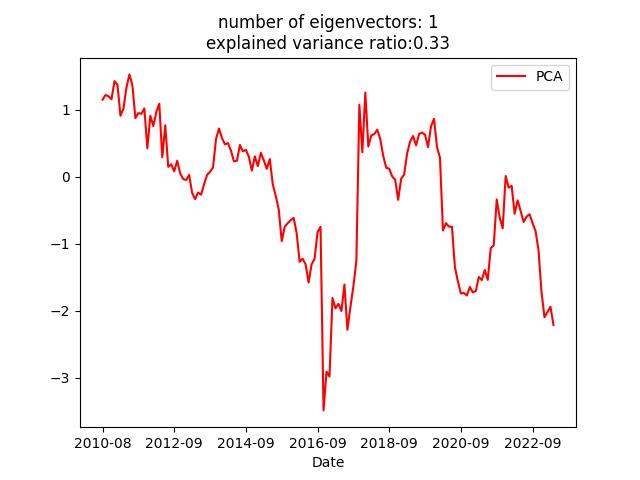 number of eigenvectors: 1
explained variance ratio:0.33
PCA
1
0
−1
−2
−3
2010-08 2012-09 2014-09 2016-09 2018-09 2020-09 2022-09
Date